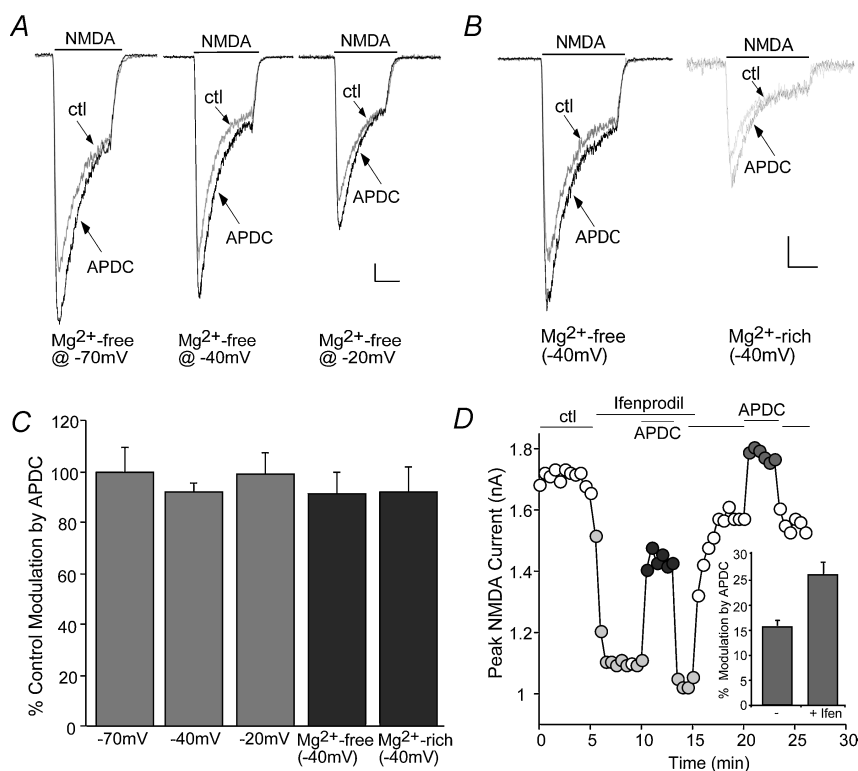 A
NMDA
ctl
APDC
Mg2+-free
@ -70mV
NMDA
ctl
APDC
Mg2+-free
@ -40mV
NMDA
ctl
APDC
Mg2+-free
@ -20mV
B
NMDA
ctl
APDC
Mg2+-free
(-40mV)
NMDA
ctl
APDC
Mg2+-rich
(-40mV)
C
% Control Modulation by APDC
120
100
80
60
40
20
0
-70mV
-40mV
-20mV
Mg2+-free
(-40mV)
Mg2+-rich
(-40mV)
D
ctl
Ifenprodil
APDC
APDC
Peak NMDA Current (nA)
1.8
1.6
1.4
1.2
1
0
5
10
15
20
25
30
Time (min)
% Modulation by APDC
30
25
20
15
10
5
0
-
+ Ifen